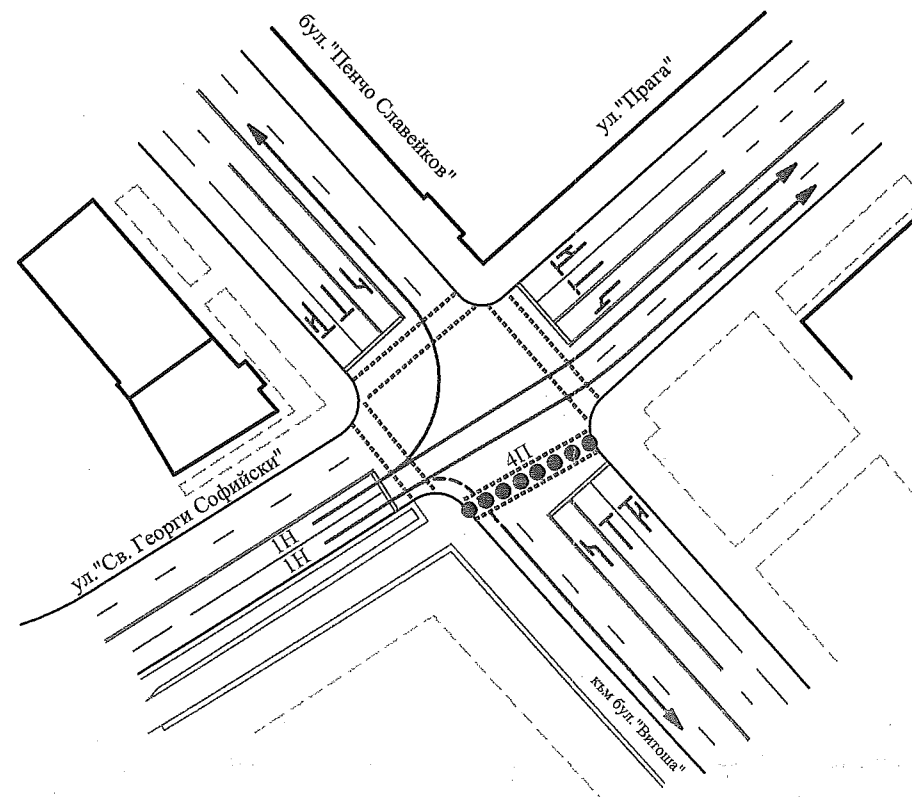 бул. "Пенчо Славейков"
ул."Прага"
4П
ул."Св. Георги Софийски"
1Н
1Н
към бул. "Витоша"